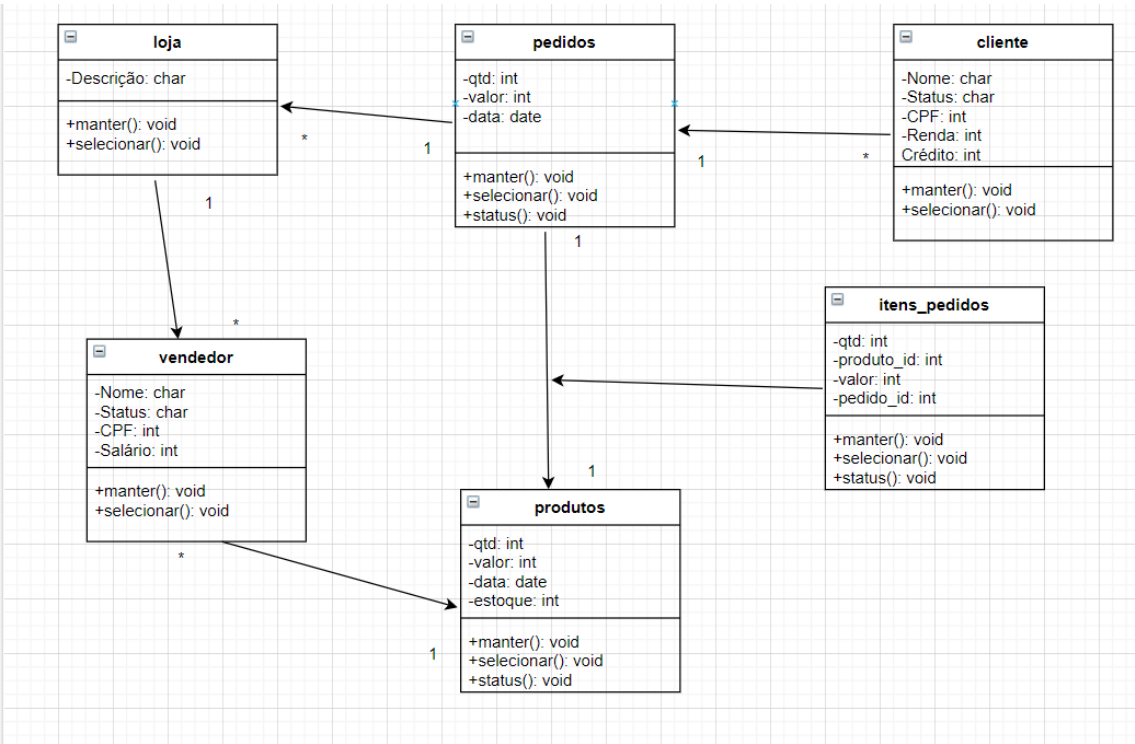 loja
-Descrição: char
+manter(): void
+selecionar(): void
*
1
pedidos
-qtd: int
-valor: int
-data: date
+manter(): void
+selecionar(): void
+status(): void
1
1
1
*
cliente
-Nome: char
-Status: char
-CPF: int
-Renda: int
Crédito: int
+manter(): void
+selecionar(): void
*
vendedor
-Nome: char
-Status: char
-CPF: int
-Salário: int
+manter(): void
+selecionar(): void
*
1
itens_pedidos
-qtd: int
-produto_id: int
-valor: int
-pedido_id: int
+manter(): void
+selecionar(): void
+status(): void
1
produtos
-qtd: int
-valor: int
-data: date
-estoque: int
+manter(): void
+selecionar(): void
+status(): void